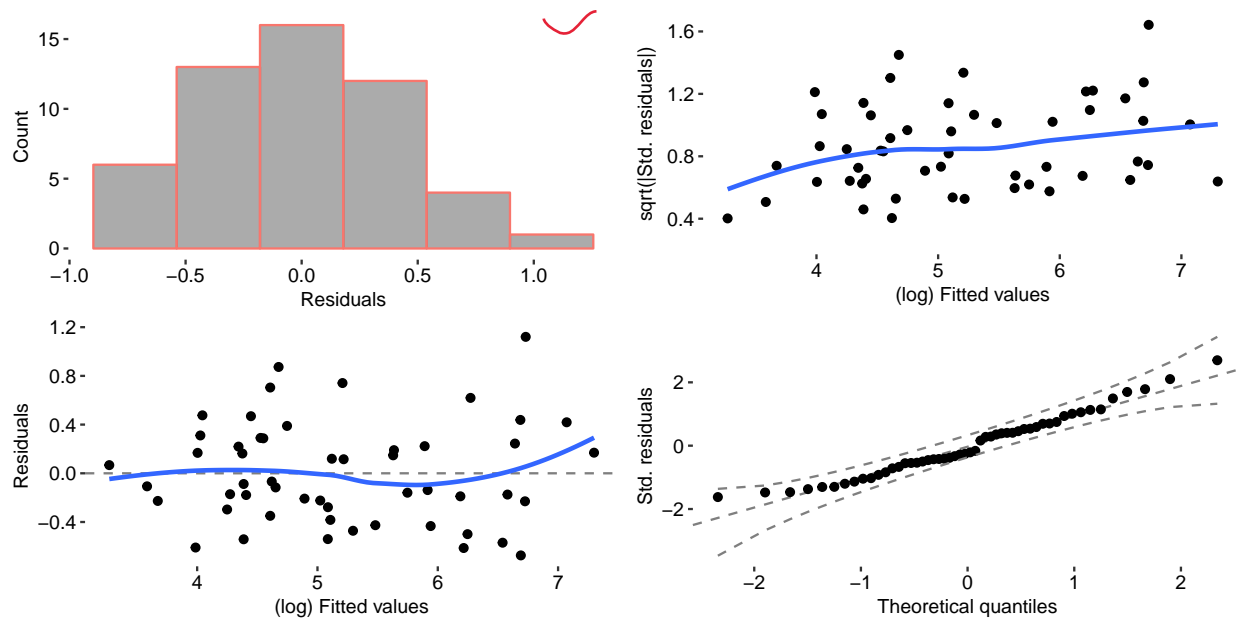 15
10
5
0
Count
−1.0 −0.5 0.0 0.5 1.0
Residuals
1.6
1.2
0.8
0.4
sqrt(|Std. residuals|)
4 5 6 7
(log) Fitted values
1.2
0.8
0.4
0.0
−0.4
Residuals
4 5 6 7
(log) Fitted values
2
0
−2
Std. residuals
−2 −1 0 1 2
Theoretical quantiles